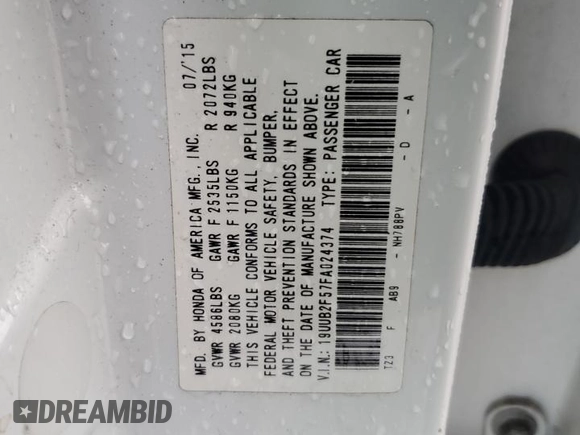 MFD. BY HONDA OF AMERICA MFG., INC. 07/'15
GVWR 4586LBS GAWR F 2535LBS R 2072LBS
GVWR 2080KG GAWR F 1150KG R 940KG
THIS VEHICLE CONFORMS TO ALL APPLICABLE
FEDERAL MOTOR VEHICLE SAFETY, BUMPER,
AND THEFT PREVENTION STANDARDS IN EFFECT
ON THE DATE OF MANUFACTURE SHOWN ABOVE.
V.I.N.: 19UUB2F57FA024374 TYPE: PASSENGER CAR
TZ3 F AB9 - NH788PV - D - A
DREAMBID